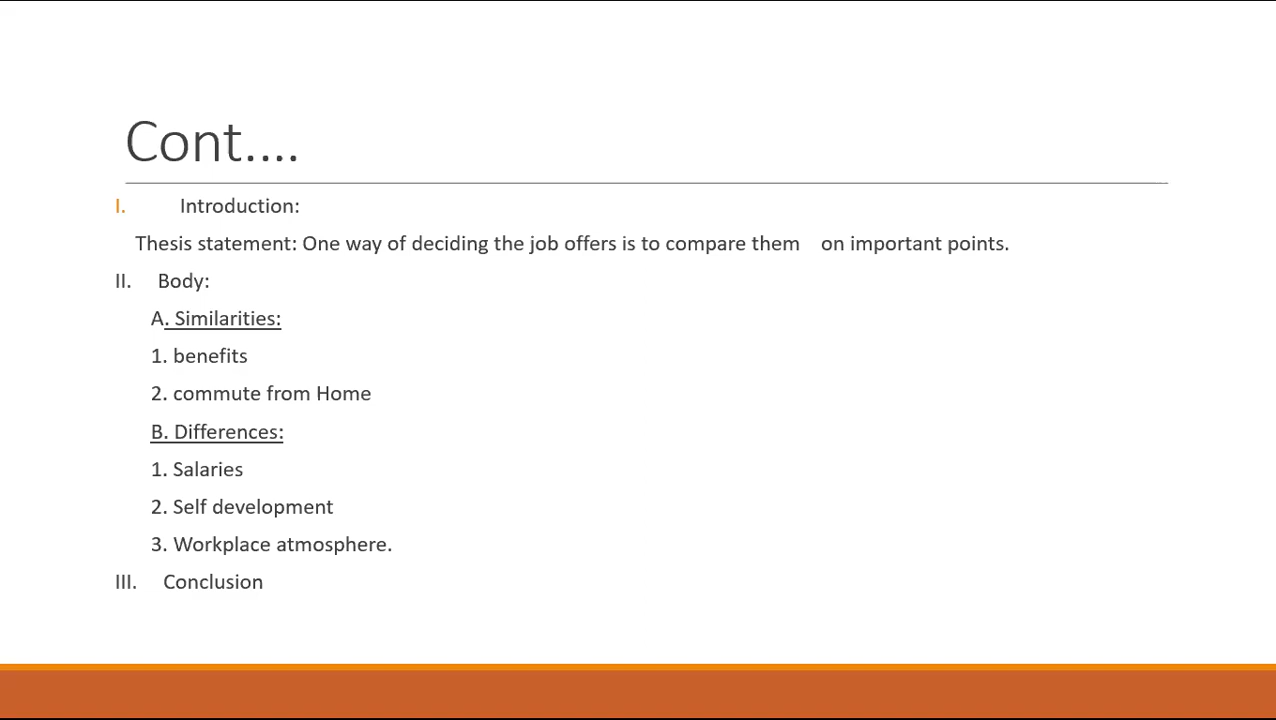 Cont....
I. Introduction:
Thesis statement: One way of deciding the job offers is to compare them on important points.
II. Body:
A. Similarities:
1. benefits
2. commute from Home
B. Differences:
1. Salaries
2. Self development
3. Workplace atmosphere.
III. Conclusion